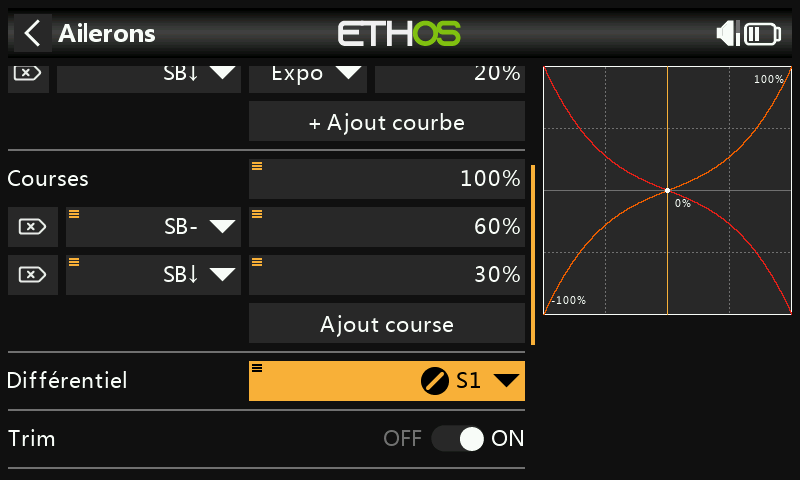 Ailerons
ETHOS
SB↓ Expo 20%
+ Ajout courbe
Courses 100%
SB- 60%
SB↓ 30%
Ajout course
Différentiel S1
Trim OFF ON
100%
0%
-100%